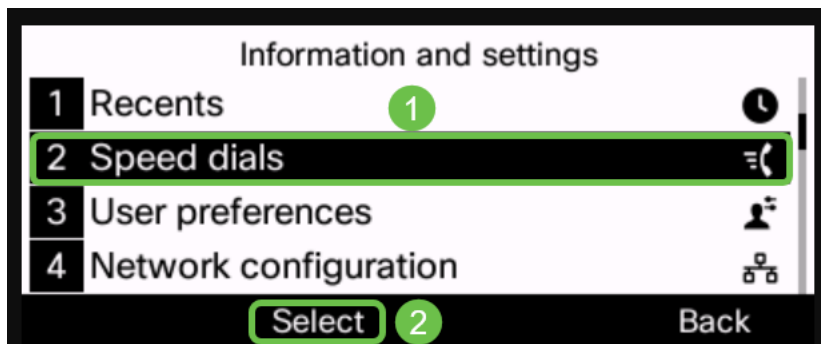 Information and settings
1 Recents 1
2 Speed dials
3 User preferences
4 Network configuration
Select 2 Back